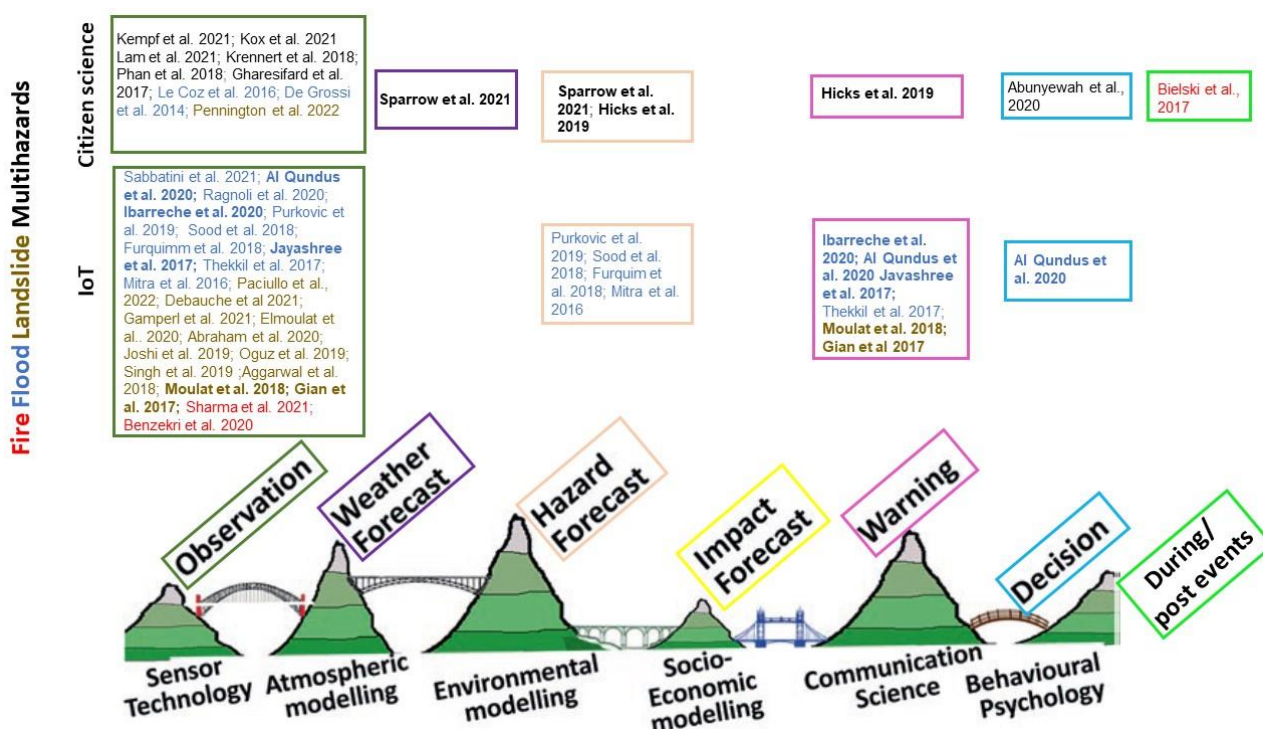 Fire Flood Landslide Multihazards
Citizen science
Kempf et al. 2021; Kox et al. 2021
Lam et al. 2021; Krennert et al. 2018;
Phan et al. 2018; Gharesifard et al.
2017; Le Coz et al. 2016; De Grossi
et al. 2014; Pennington et al. 2022
Sparrow et al. 2021
Sparrow et al.
2021; Hicks et al.
2019
Hicks et al. 2019
Abunyewah et al.,
2020
Bielski et al.,
2017
IoT
Sabbatini et al. 2021; Al Qundus
et al. 2020; Ragnoli et al. 2020;
Ibarreche et al. 2020; Purkovic et
al. 2019; Sood et al. 2018;
Furquimm et al. 2018; Jayashree et
al. 2017; Thekkil et al. 2017;
Mitra et al. 2016; Paciullo et al.,
2022; Debauche et al 2021;
Gamperl et al. 2021; Elmoulat et
al.. 2020; Abraham et al. 2020;
Joshi et al. 2019; Oguz et al. 2019;
Singh et al. 2019 ;Aggarwal et al.
2018; Moulat et al. 2018; Gian et
al. 2017; Sharma et al. 2021;
Benzekri et al. 2020
Purkovic et al.
2019; Sood et al.
2018; Furquim et
al. 2018; Mitra et al.
2016
Ibarreche et al.
2020; Al Qundus et
al. 2020 Javashree et
al. 2017;
Thekkil et al. 2017;
Moulat et al. 2018;
Gian et al 2017
Al Qundus et
al. 2020
Observation
Weather
Forecast
Hazard
Forecast
Impact
Forecast
Warning
Decision
During/
post events
Sensor
Technology
Atmospheric
modelling
Environmental
modelling
Socio-
Economic
modelling
Communication
Science
Behavioural
Psychology